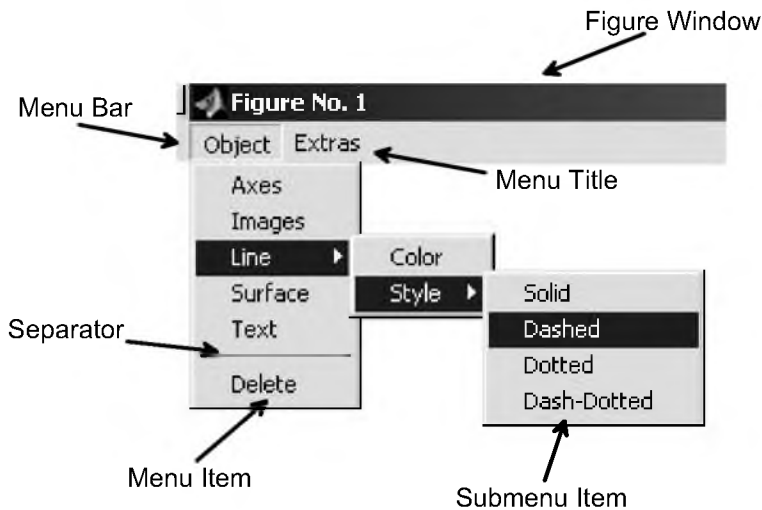 Figure Window
Figure No. 1
Menu Bar
Object Extras
Menu Title
Axes
Images
Line Color
Surface Style Solid
Separator Text Dashed
Dotted
Delete Dash-Dotted
Menu Item
Submenu Item